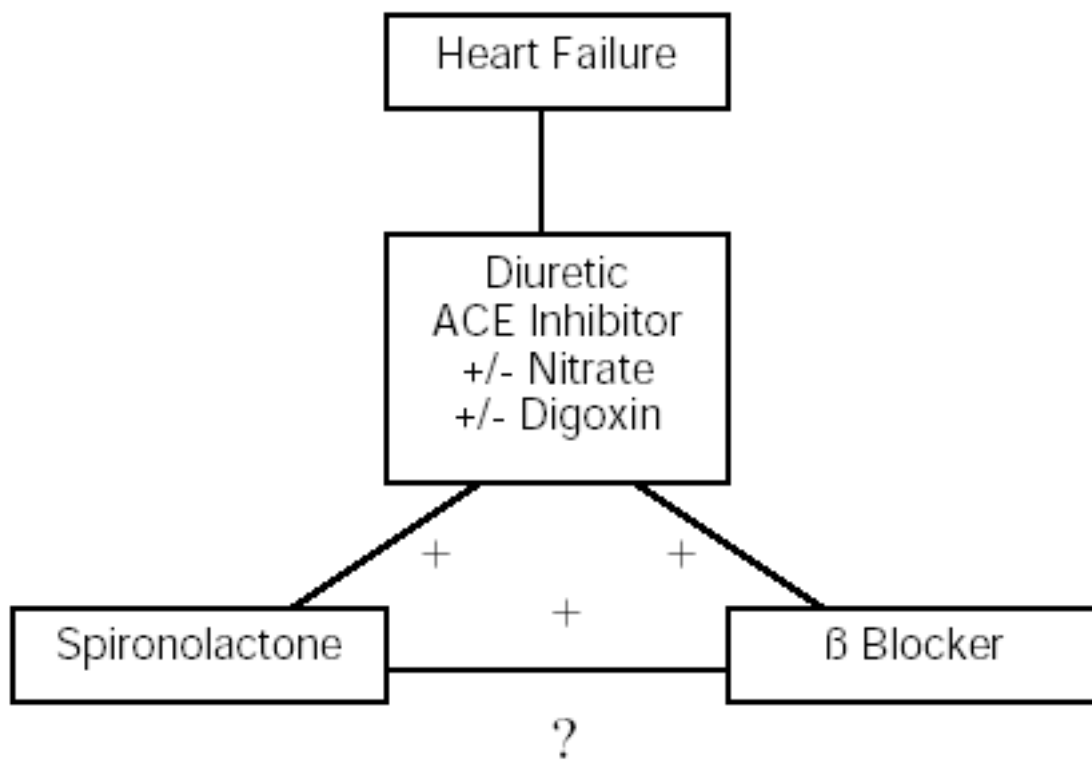 Heart Failure
Diuretic
ACE Inhibitor
+/- Nitrate
+/- Digoxin
+ +
+
Spironolactone ß Blocker
?